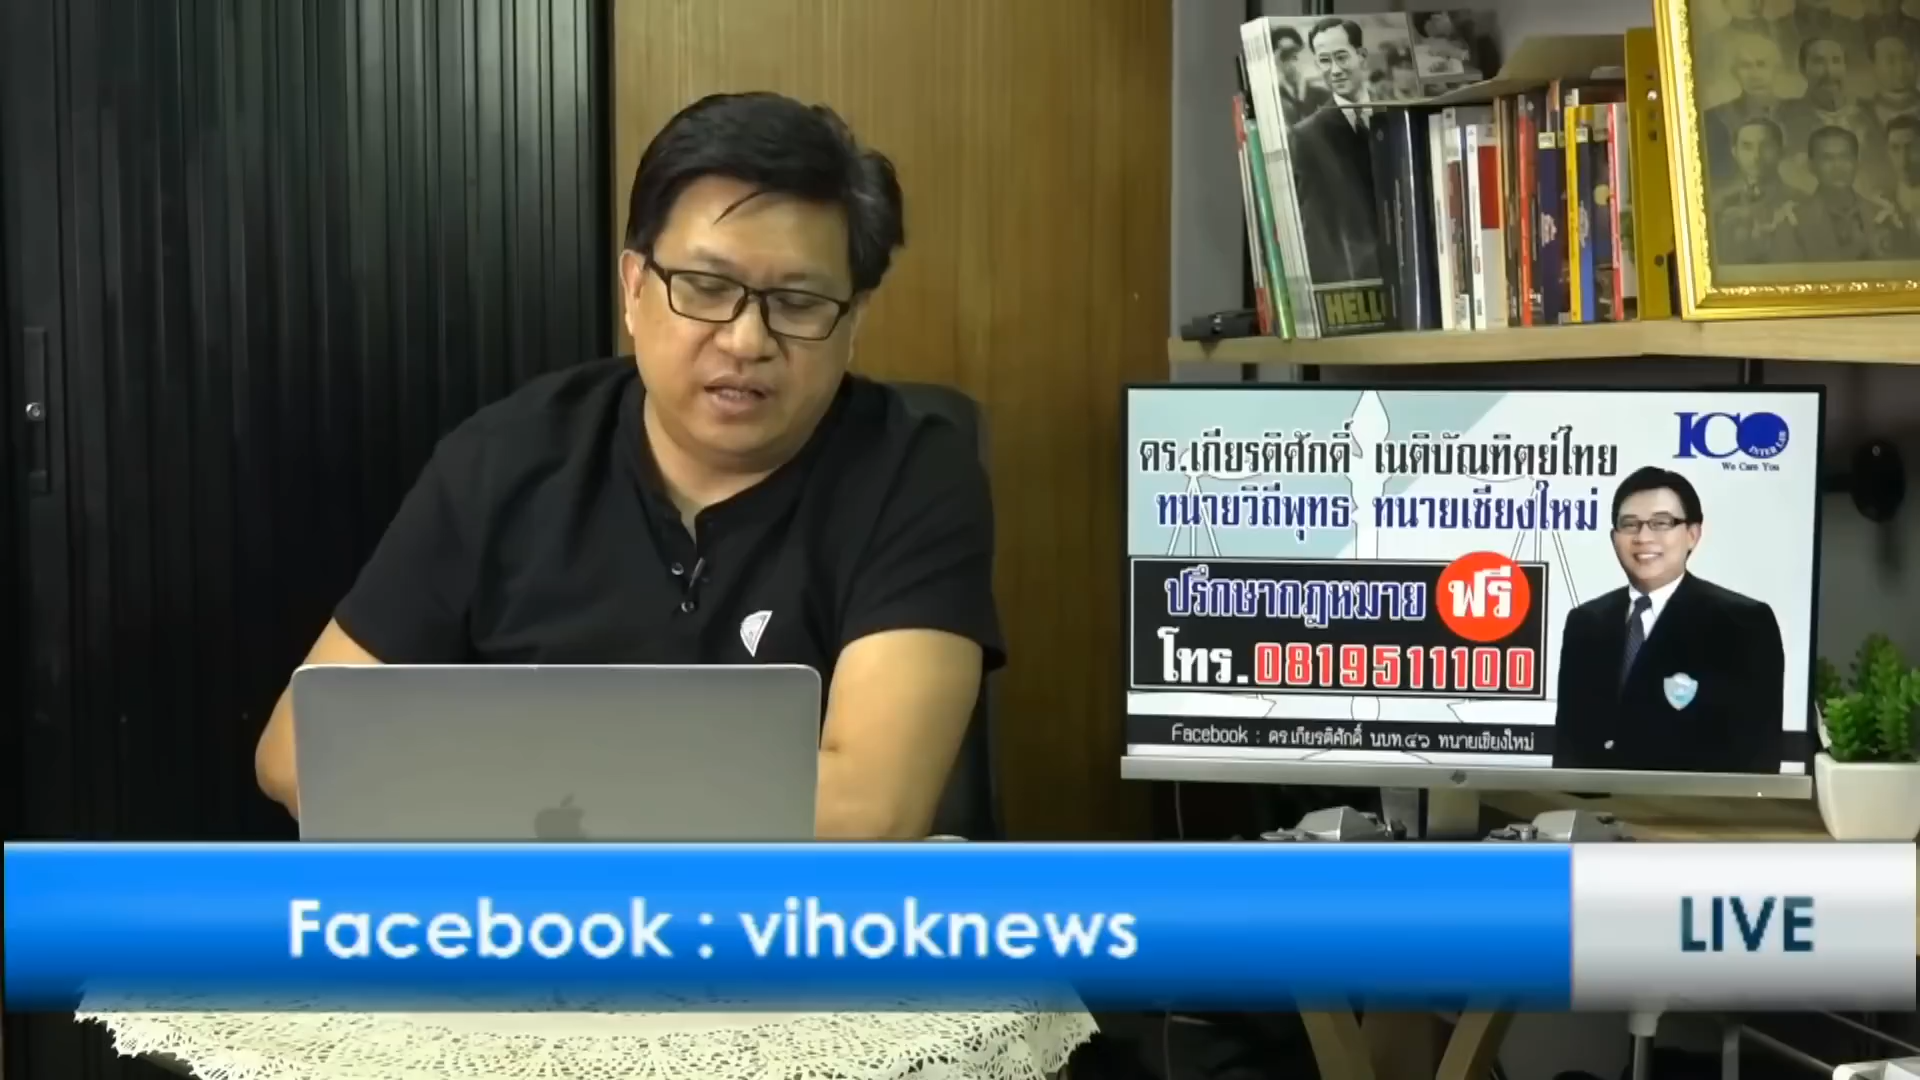 HELL
ICO
INTER LAW
We Care You
ดร.เกียรติศักดิ์ เนติบัณฑิตย์ไทย
ทนายวิถีพุทธ ทนายเชียงใหม่
ปรึกษากฎหมาย ฟรี
โทร.0819511100
Facebook : ดร.เกียรติศักดิ์ นบท.๔๖ ทนายเชียงใหม่
Facebook : vihoknews
LIVE